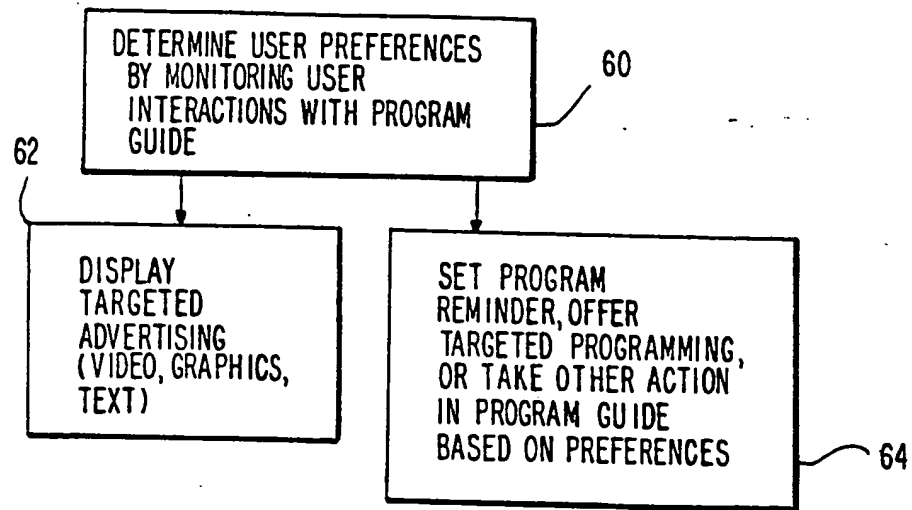 DETERMINE USER PREFERENCES
BY MONITORING USER
INTERACTIONS WITH PROGRAM
GUIDE
60
62
DISPLAY
TARGETED
ADVERTISING
(VIDEO, GRAPHICS,
TEXT)
SET PROGRAM
REMINDER, OFFER
TARGETED PROGRAMMING,
OR TAKE OTHER ACTION
IN PROGRAM GUIDE
BASED ON PREFERENCES
64